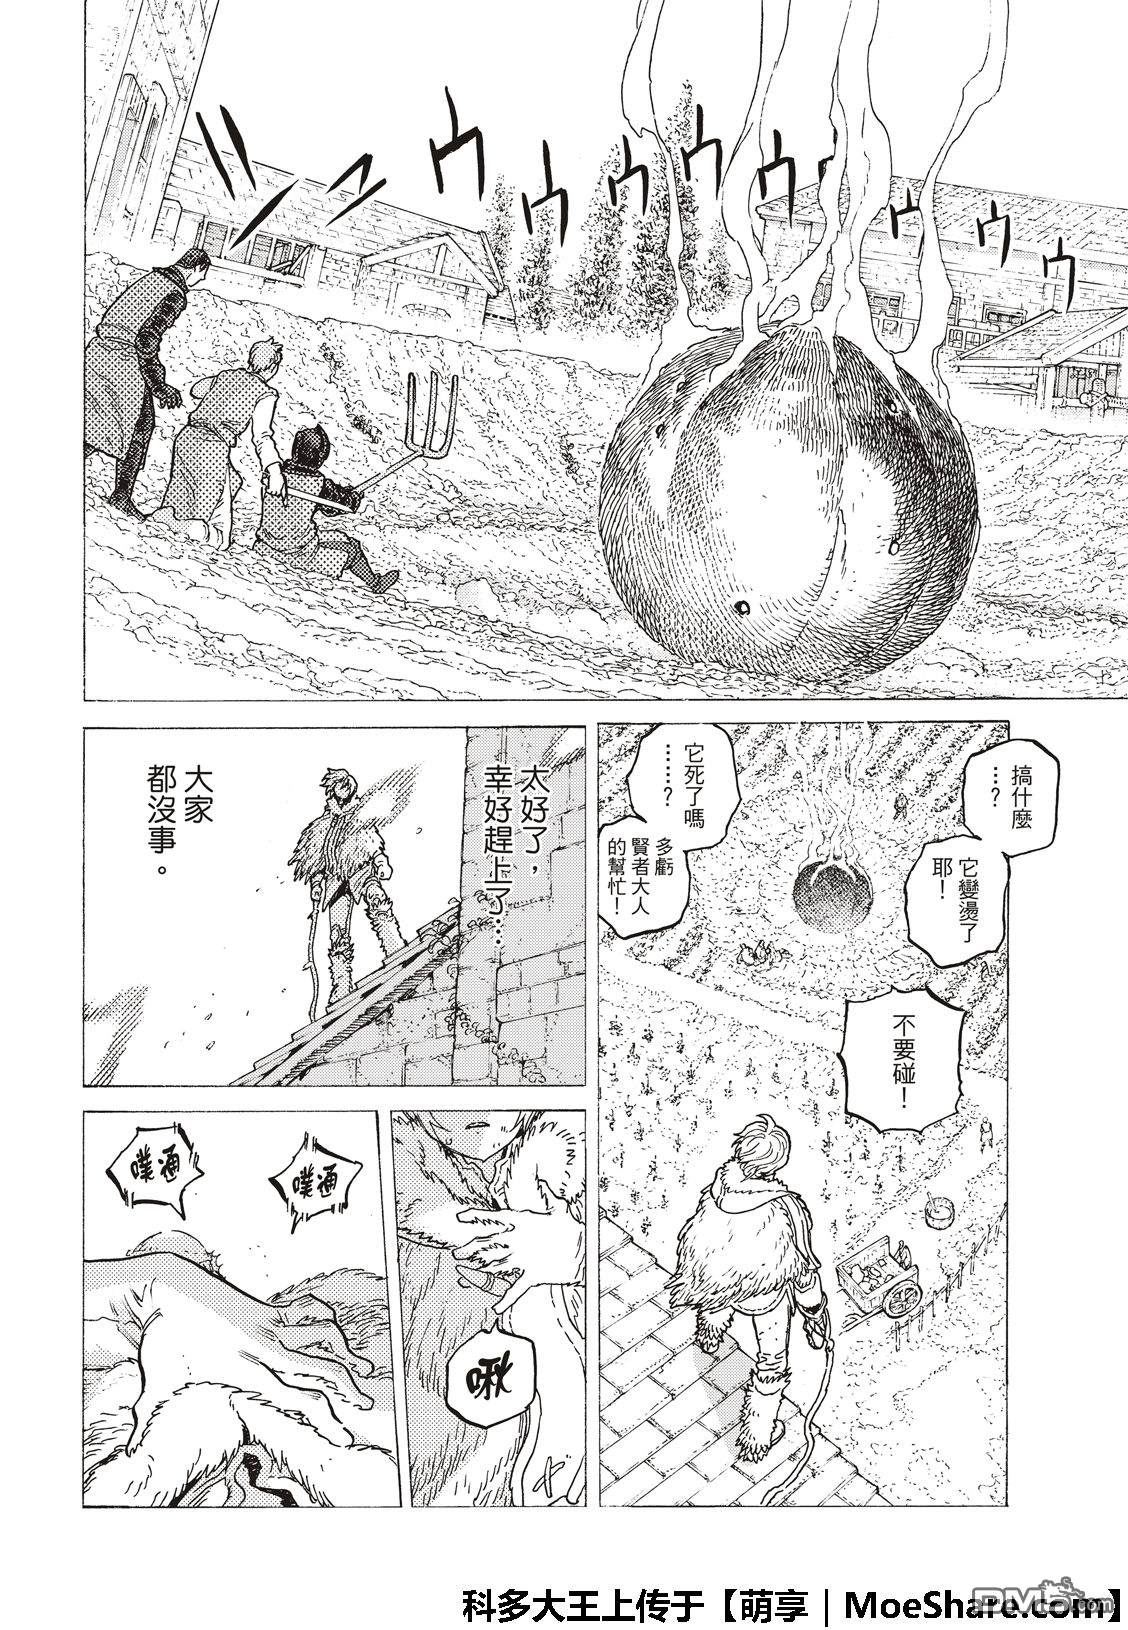 ジュウウウウウウウウ
搞什麼
……?
它變燙了
耶！
它死了嗎
……?
多虧
賢者大人
的幫忙！
不要碰！
太好了，
幸好趕上了…
大家
都沒事。
啾
噗通
噗通
科多大王上传于【萌享｜MoeShare.com】